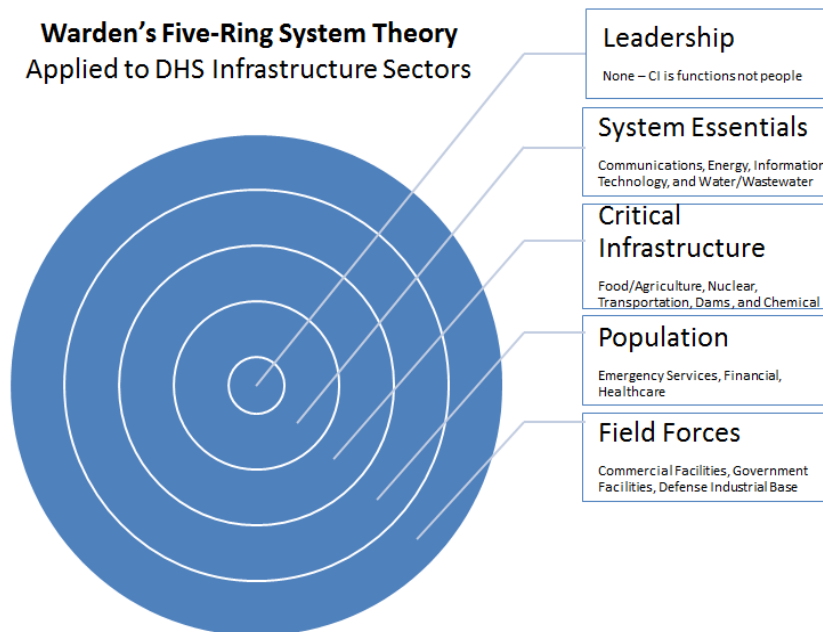 Warden's Five-Ring System Theory
Applied to DHS Infrastructure Sectors
Leadership
None – CI is functions not people
System Essentials
Communications, Energy, Information
Technology, and Water/Wastewater
Critical
Infrastructure
Food/Agriculture, Nuclear,
Transportation, Dams, and Chemical
Population
Emergency Services, Financial,
Healthcare
Field Forces
Commercial Facilities, Government
Facilities, Defense Industrial Base